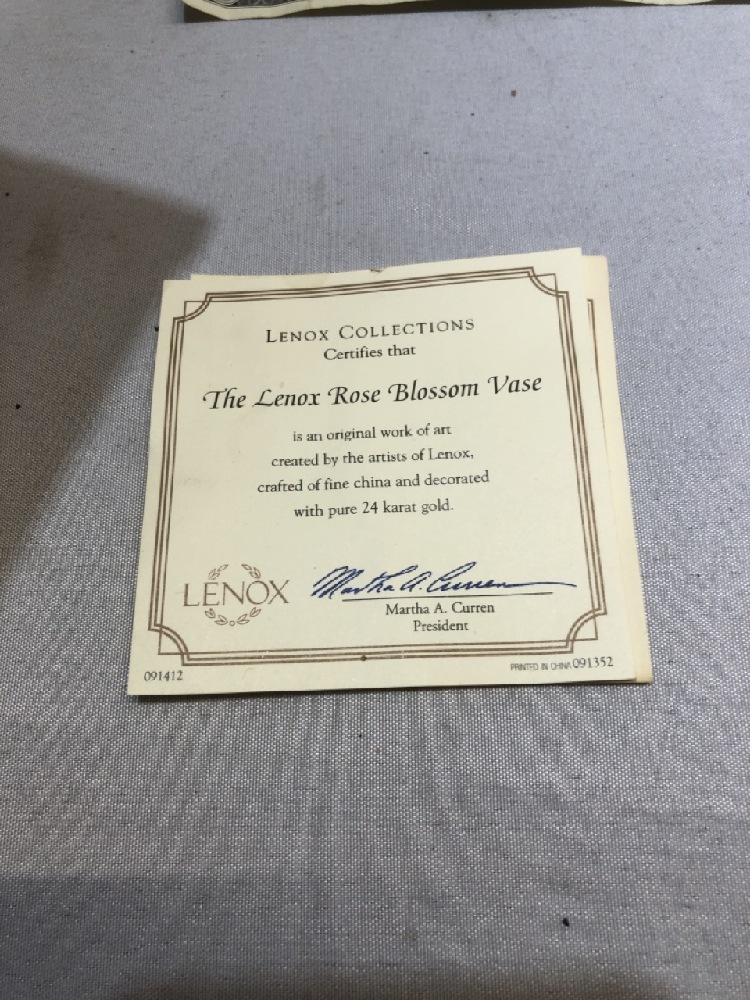 LENOX COLLECTIONS
Certifies that
The Lenox Rose Blossom Vase
is an original work of art
created by the artists of Lenox,
crafted of fine china and decorated
with pure 24 karat gold.
LENOX
Martha A. Curren
Martha A. Curren
President
091412
PRINTED IN CHINA 091352